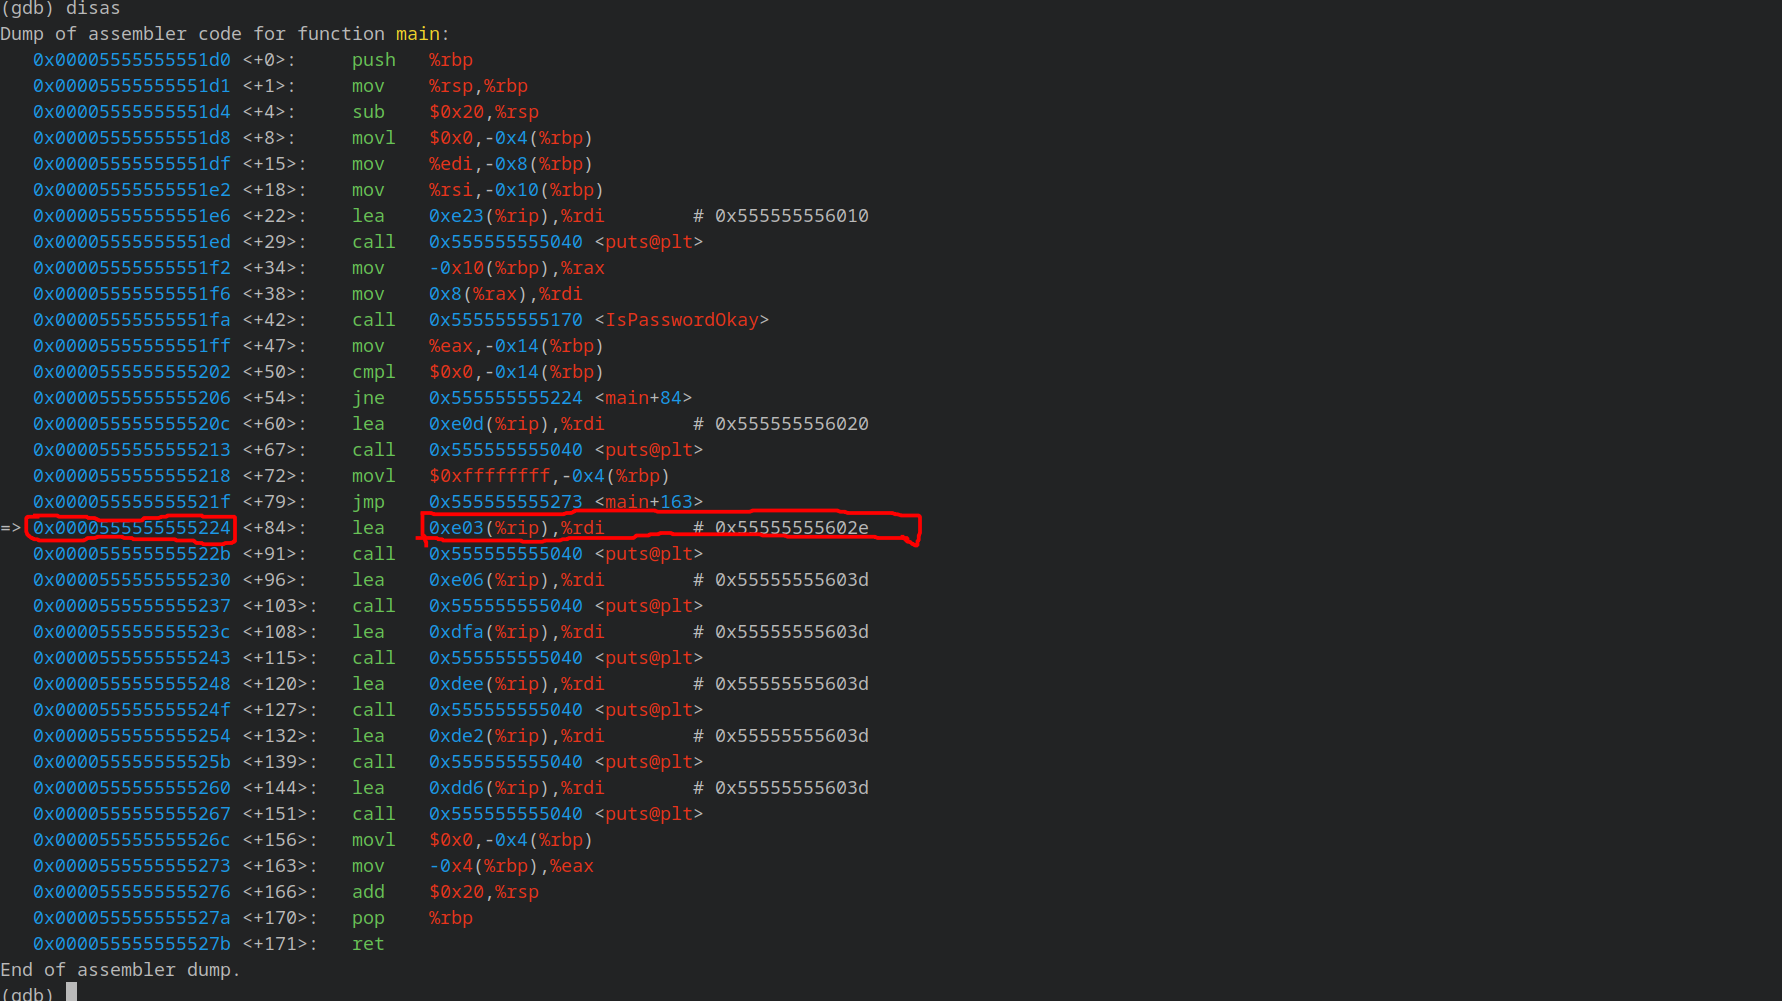 (gdb) disas
Dump of assembler code for function main:
   0x00005555555551d0 <+0>:     push   %rbp
   0x00005555555551d1 <+1>:     mov    %rsp,%rbp
   0x00005555555551d4 <+4>:     sub    $0x20,%rsp
   0x00005555555551d8 <+8>:     movl   $0x0,-0x4(%rbp)
   0x00005555555551df <+15>:    mov    %edi,-0x8(%rbp)
   0x00005555555551e2 <+18>:    mov    %rsi,-0x10(%rbp)
   0x00005555555551e6 <+22>:    lea    0xe23(%rip),%rdi        # 0x555555556010
   0x00005555555551ed <+29>:    call   0x555555555040 <puts@plt>
   0x00005555555551f2 <+34>:    mov    -0x10(%rbp),%rax
   0x00005555555551f6 <+38>:    mov    0x8(%rax),%rdi
   0x00005555555551fa <+42>:    call   0x555555555170 <IsPasswordOkay>
   0x00005555555551ff <+47>:    mov    %eax,-0x14(%rbp)
   0x0000555555555202 <+50>:    cmpl   $0x0,-0x14(%rbp)
   0x0000555555555206 <+54>:    jne    0x555555555224 <main+84>
   0x000055555555520c <+60>:    lea    0xe0d(%rip),%rdi        # 0x555555556020
   0x0000555555555213 <+67>:    call   0x555555555040 <puts@plt>
   0x0000555555555218 <+72>:    movl   $0xffffffff,-0x4(%rbp)
   0x000055555555521f <+79>:    jmp    0x555555555273 <main+163>
=> 0x0000555555555224 <+84>:    lea    0xe03(%rip),%rdi        # 0x55555555602e
   0x000055555555522b <+91>:    call   0x555555555040 <puts@plt>
   0x0000555555555230 <+96>:    lea    0xe06(%rip),%rdi        # 0x55555555603d
   0x0000555555555237 <+103>:   call   0x555555555040 <puts@plt>
   0x000055555555523c <+108>:   lea    0xdfa(%rip),%rdi        # 0x55555555603d
   0x0000555555555243 <+115>:   call   0x555555555040 <puts@plt>
   0x0000555555555248 <+120>:   lea    0xdee(%rip),%rdi        # 0x55555555603d
   0x000055555555524f <+127>:   call   0x555555555040 <puts@plt>
   0x0000555555555254 <+132>:   lea    0xde2(%rip),%rdi        # 0x55555555603d
   0x000055555555525b <+139>:   call   0x555555555040 <puts@plt>
   0x0000555555555260 <+144>:   lea    0xdd6(%rip),%rdi        # 0x55555555603d
   0x0000555555555267 <+151>:   call   0x555555555040 <puts@plt>
   0x000055555555526c <+156>:   movl   $0x0,-0x4(%rbp)
   0x0000555555555273 <+163>:   mov    -0x4(%rbp),%eax
   0x0000555555555276 <+166>:   add    $0x20,%rsp
   0x000055555555527a <+170>:   pop    %rbp
   0x000055555555527b <+171>:   ret
End of assembler dump.
(gdb)